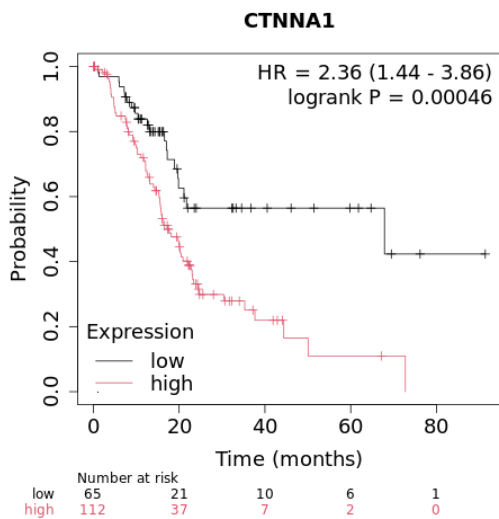 CTNNA1
HR = 2.36 (1.44 - 3.86)
logrank P = 0.00046
Probability
1.0
0.8
0.6
0.4
0.2
0.0
Expression
low
high
0 20 40 60 80
Time (months)
Number at risk
low 65 21 10 6 1
high 112 37 7 2 0